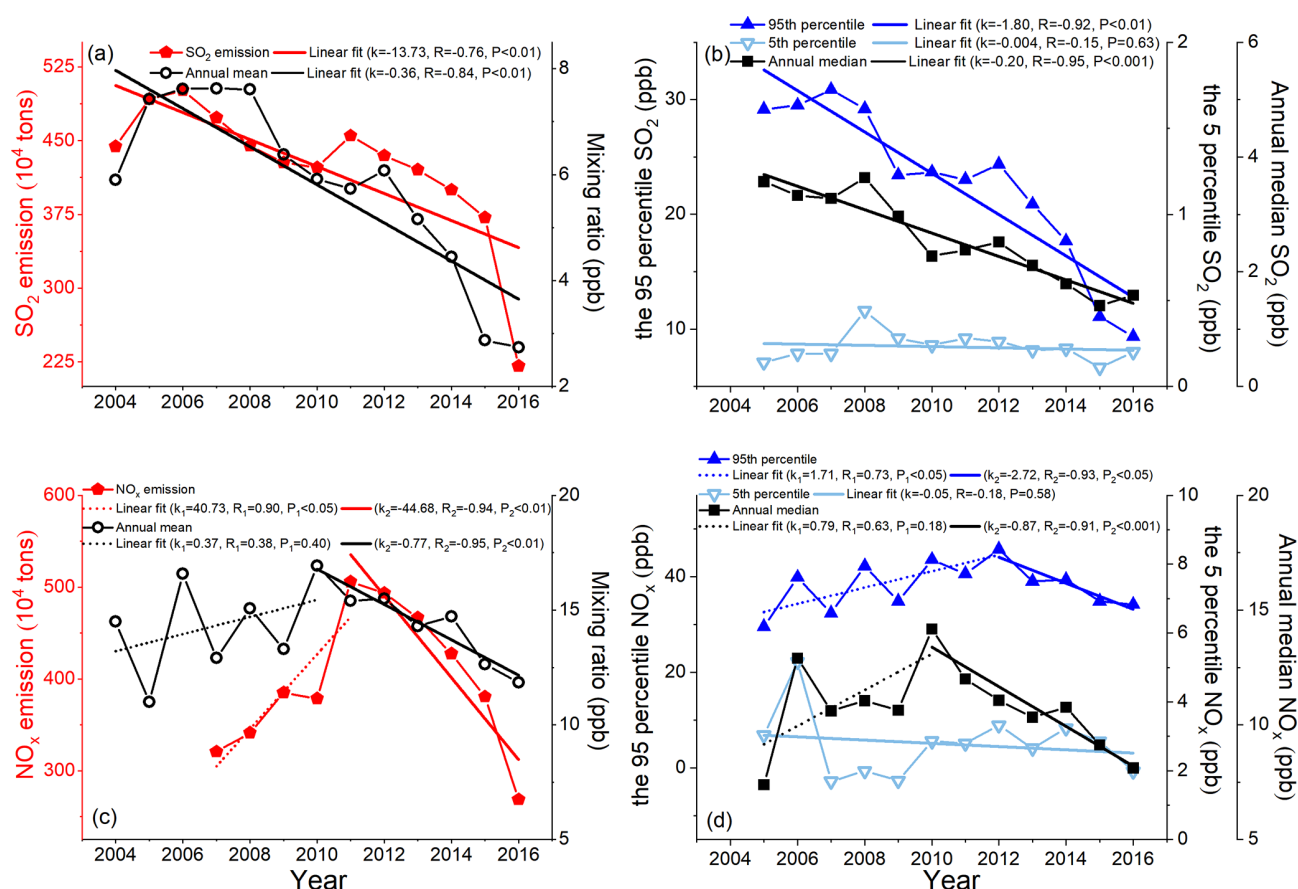 (a)
SO2 emission
Linear fit (k=-13.73, R=-0.76, P<0.01)
Annual mean
Linear fit (k=-0.36, R=-0.84, P<0.01)
525
450
375
300
225
SO2 emission (10^4 tons)
8
6
4
2
Mixing ratio (ppb)
2004 2006 2008 2010 2012 2014 2016
(b)
95th percentile
Linear fit (k=-1.80, R=-0.92, P<0.01)
5th percentile
Linear fit (k=-0.004, R=-0.15, P=0.63)
Annual median
Linear fit (k=-0.20, R=-0.95, P<0.001)
30
20
10
the 95 percentile SO2 (ppb)
2
1
0
the 5 percentile SO2 (ppb)
6
4
2
0
Annual median SO2 (ppb)
2004 2006 2008 2010 2012 2014 2016
NOx emission
Linear fit (k1=40.73, R1=0.90, P1<0.05)
(k2=-44.68, R2=-0.94, P2<0.01)
Annual mean
Linear fit (k1=0.37, R1=0.38, P1=0.40)
(k2=-0.77, R2=-0.95, P2<0.01)
600
500
400
300
NOx emission (10^4 tons)
20
15
10
5
Mixing ratio (ppb)
(c)
2004 2006 2008 2010 2012 2014 2016
Year
95th percentile
Linear fit (k1=1.71, R1=0.73, P1<0.05)
(k2=-2.72, R2=-0.93, P2<0.05)
5th percentile
Linear fit (k=-0.05, R=-0.18, P=0.58)
Annual median
Linear fit (k1=0.79, R1=0.63, P1=0.18)
(k2=-0.87, R2=-0.91, P2<0.001)
40
20
0
the 95 percentile NOx (ppb)
10
8
6
4
2
0
the 5 percentile NOx (ppb)
20
15
10
5
Annual median NOx (ppb)
(d)
2004 2006 2008 2010 2012 2014 2016
Year